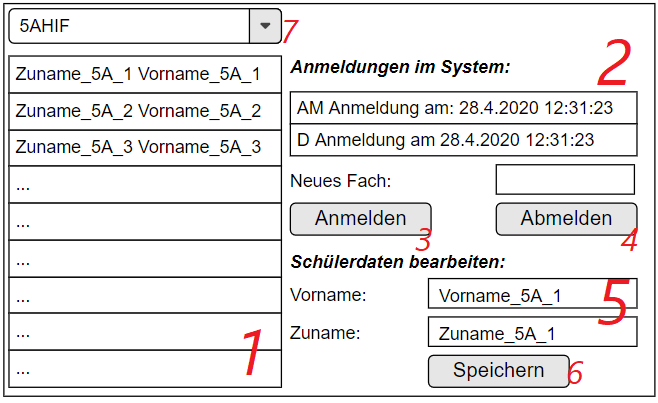 5AHIF
7
Zuname_5A_1 Vorname_5A_1
Zuname_5A_2 Vorname_5A_2
Zuname_5A_3 Vorname_5A_3
...
...
...
...
...
...
1
Anmeldungen im System:
2
AM Anmeldung am: 28.4.2020 12:31:23
D Anmeldung am 28.4.2020 12:31:23
Neues Fach:
Anmelden
3
Abmelden
4
Schülerdaten bearbeiten:
Vorname:
Vorname_5A_1
5
Zuname:
Zuname_5A_1
Speichern
6